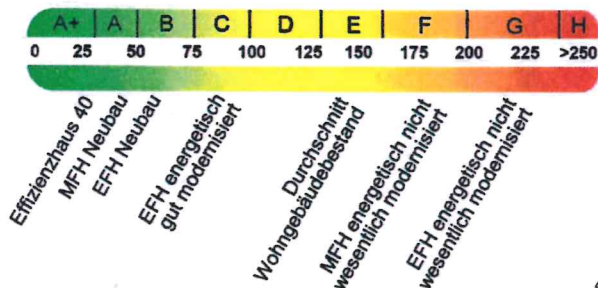 A+ A B C D E F G H
0 25 50 75 100 125 150 175 200 225 >250
Effizienzhaus 40
MFH Neubau
EFH Neubau
EFH energetisch
gut modernisiert
Durchschnitt
Wohngebäudebestand
MFH energetisch nicht
wesentlich modernisiert
EFH energetisch nicht
wesentlich modernisiert